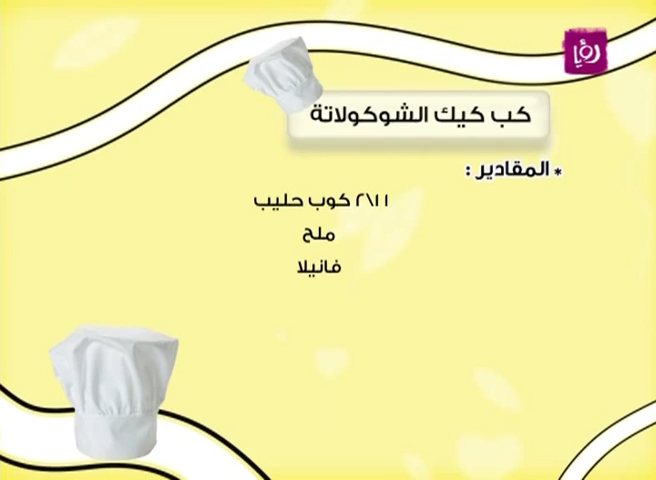 رؤيا
كب كيك الشوكولاتة
* المقادير :
١ ١\٢ كوب حليب
ملح
فانيلا